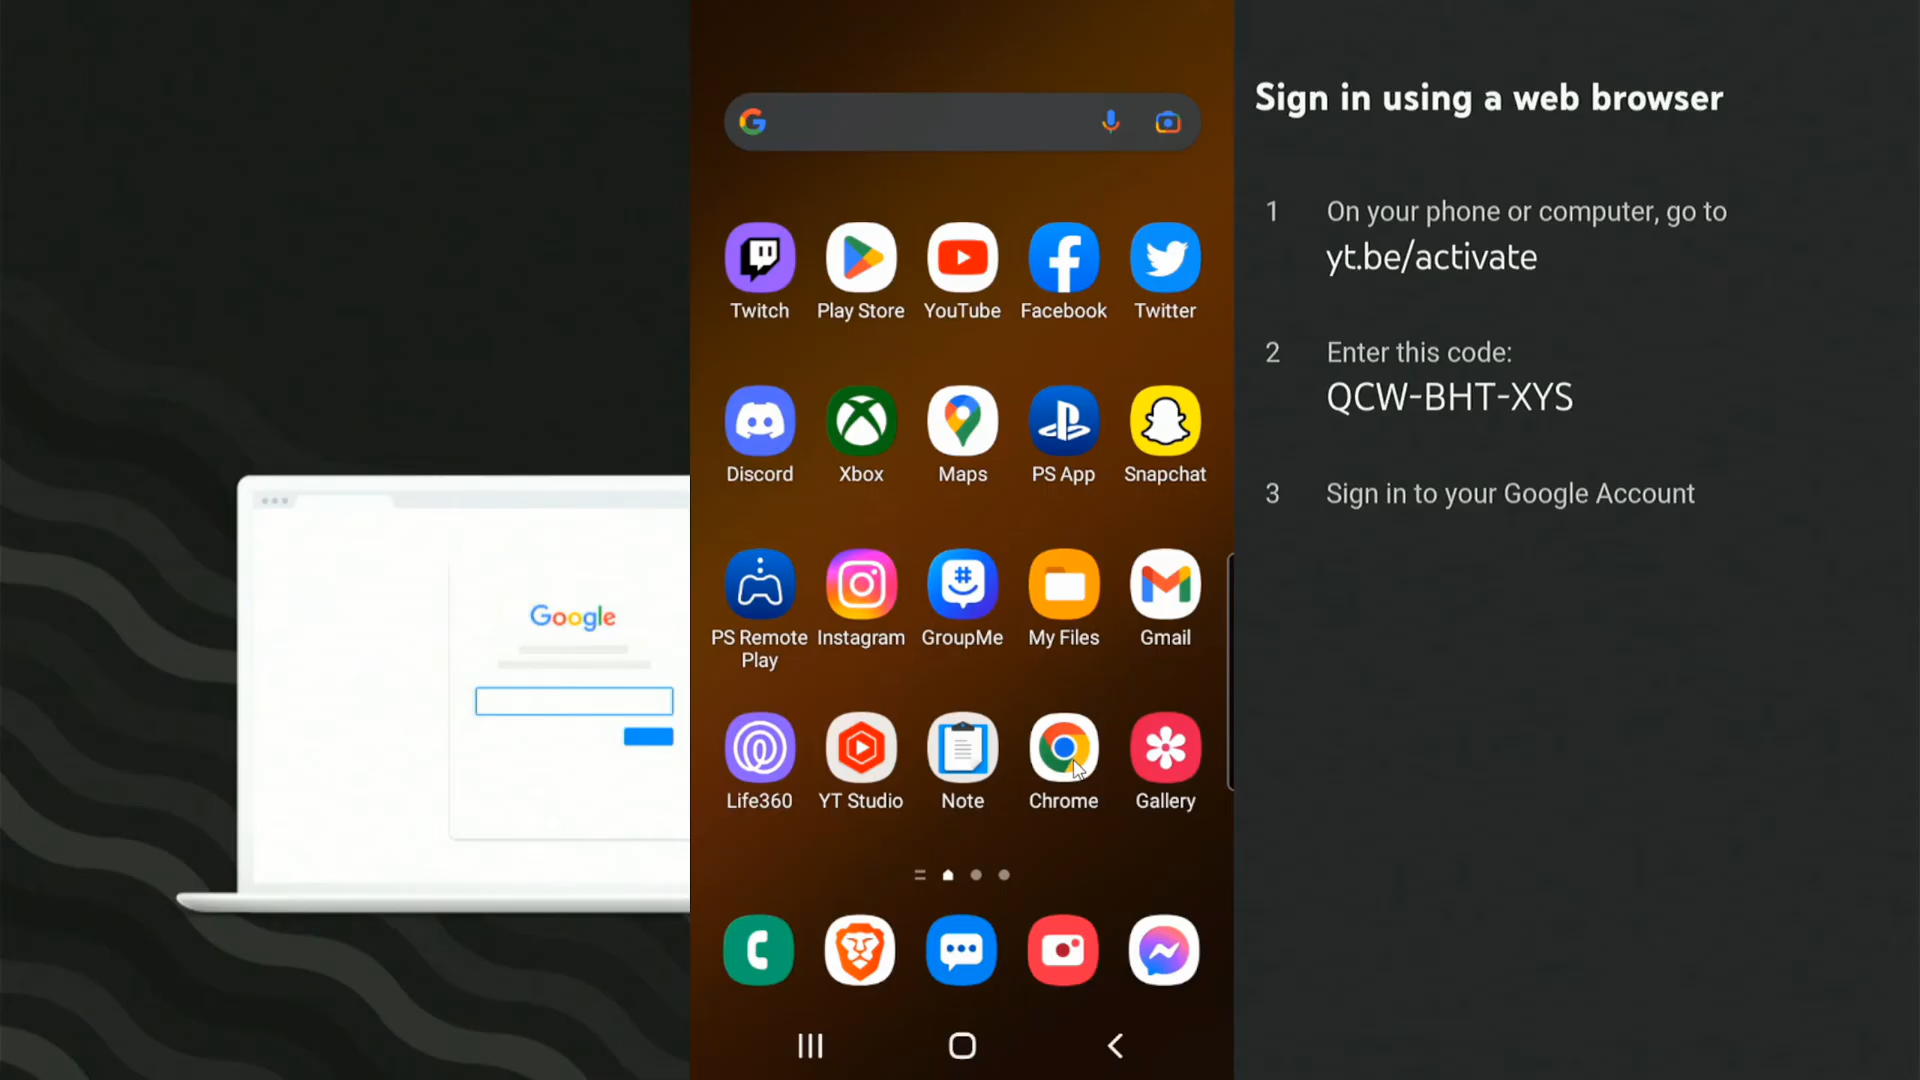 Google
Twitch
Play Store
YouTube
Facebook
Twitter
Discord
Xbox
Maps
PS App
Snapchat
PS Remote
Play
Instagram
GroupMe
My Files
Gmail
Life360
YT Studio
Note
Chrome
Gallery
Sign in using a web browser
1 On your phone or computer, go to
yt.be/activate
2 Enter this code:
QCW-BHT-XYS
3 Sign in to your Google Account